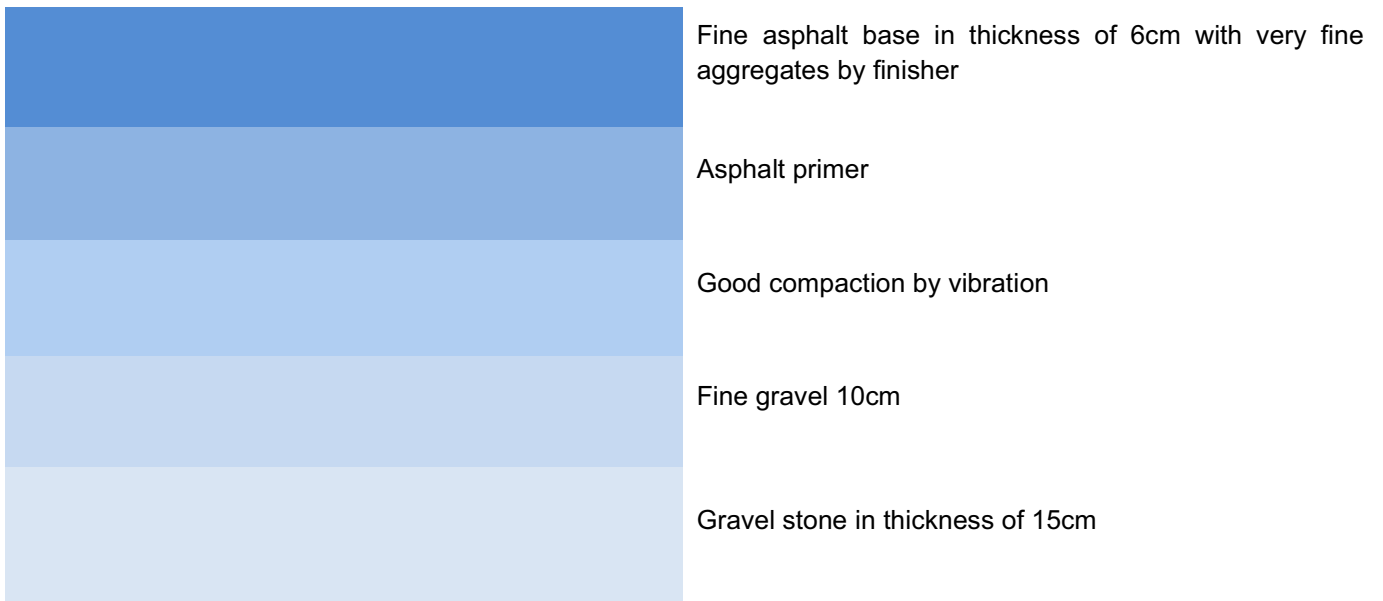 Fine asphalt base in thickness of 6cm with very fine
aggregates by finisher
Asphalt primer
Good compaction by vibration
Fine gravel 10cm
Gravel stone in thickness of 15cm